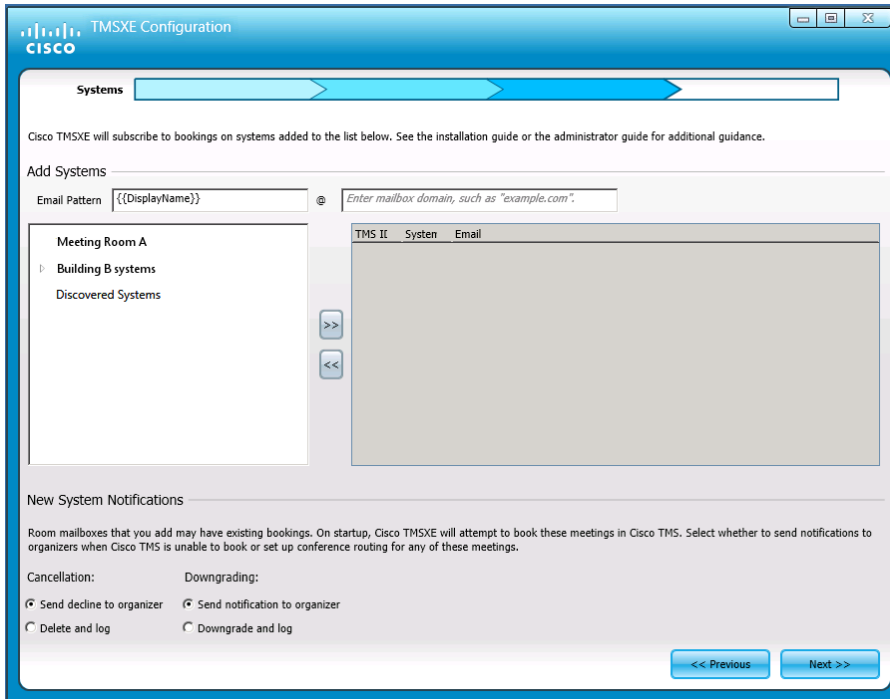 TMSXE Configuration
CISCO
Systems
Cisco TMSXE will subscribe to bookings on systems added to the list below. See the installation guide or the administrator guide for additional guidance.
Add Systems
Email Pattern {{DisplayName}} @ Enter mailbox domain, such as "example.com".
Meeting Room A
Building B systems
Discovered Systems
TMS II Systen Email
>>
<<
New System Notifications
Room mailboxes that you add may have existing bookings. On startup, Cisco TMSXE will attempt to book these meetings in Cisco TMS. Select whether to send notifications to
organizers when Cisco TMS is unable to book or set up conference routing for any of these meetings.
Cancellation: Downgrading:
Send decline to organizer Send notification to organizer
Delete and log Downgrade and log
<< Previous Next >>